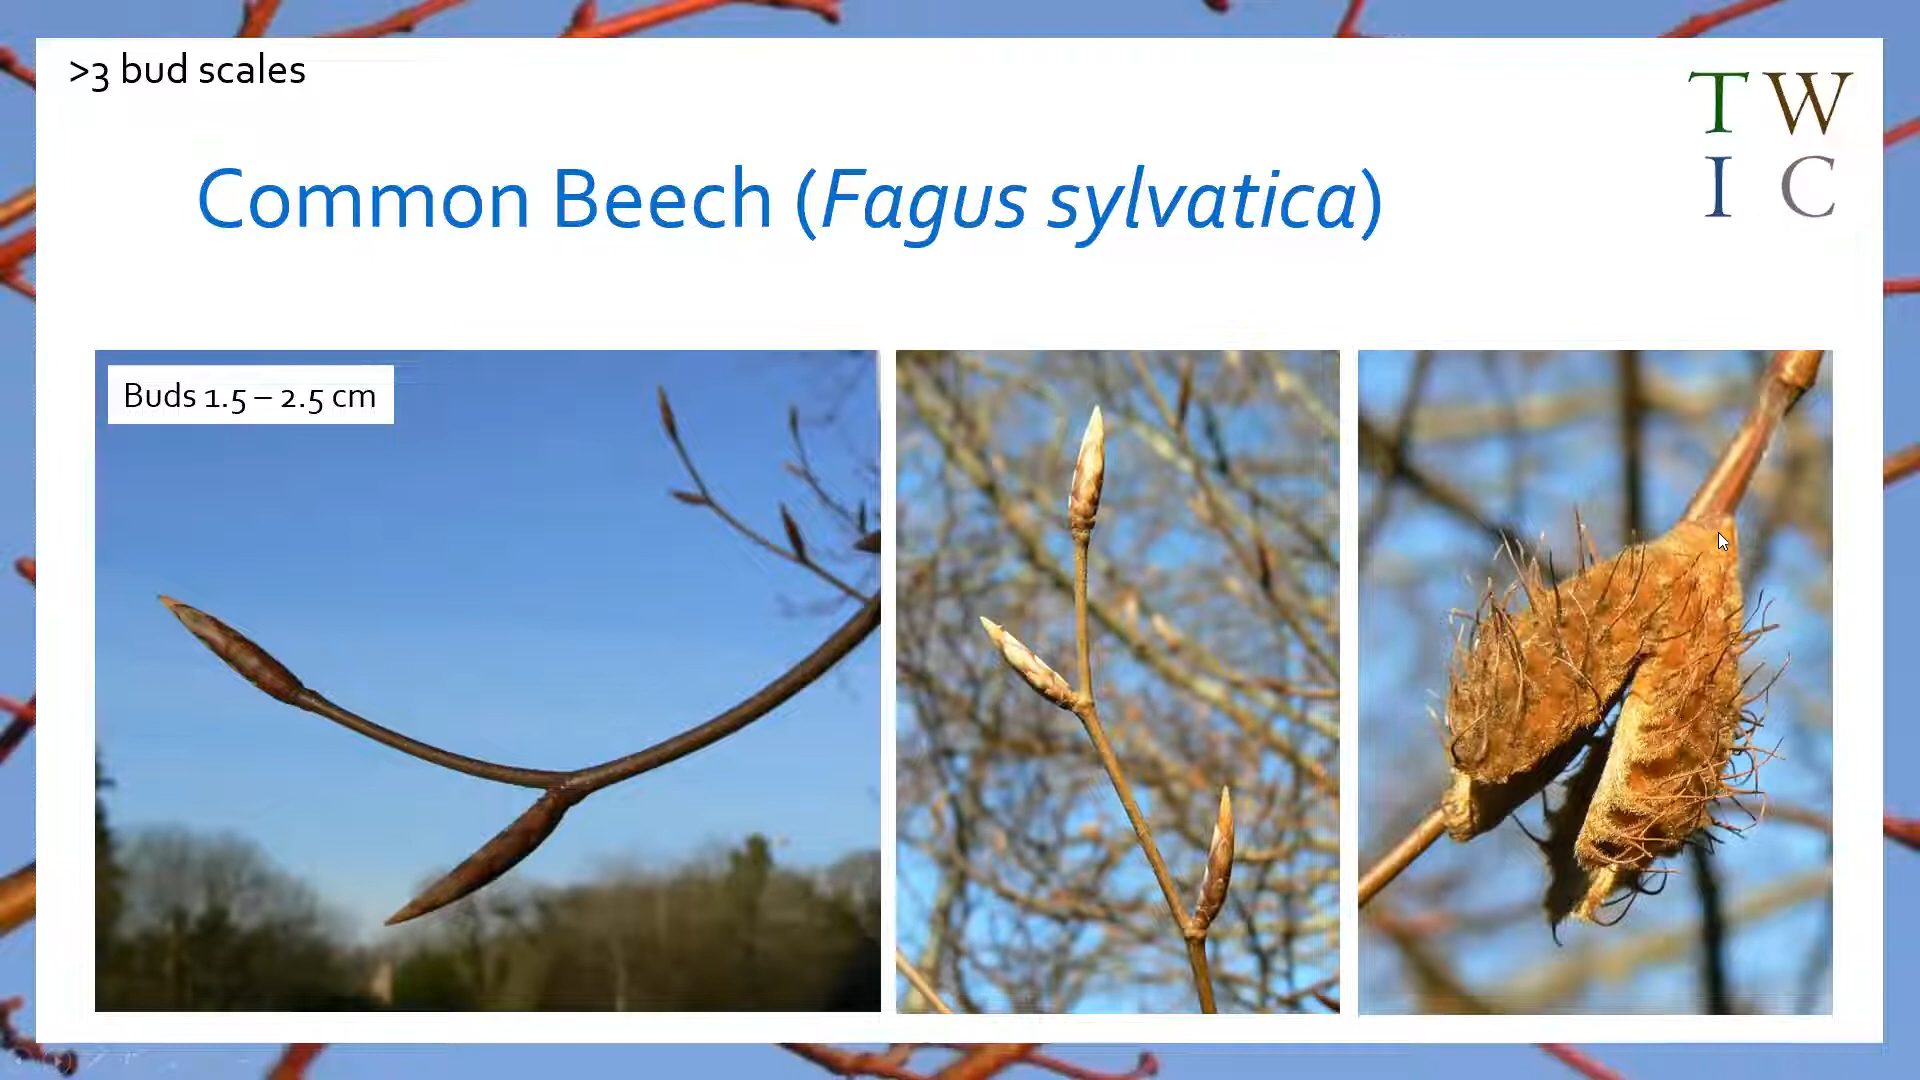 >3 bud scales
T W
I C
Common Beech (Fagus sylvatica)
Buds 1.5 – 2.5 cm